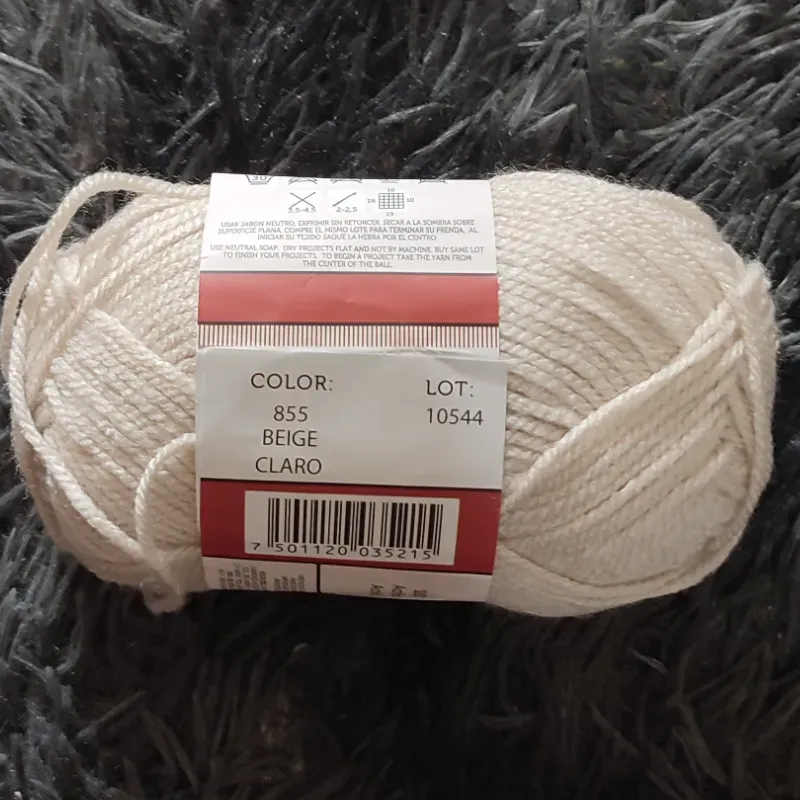 30
3.5-4.5
2-2.5
10
26
10
13
USAR JABON NEUTRO, EXPRIMIR SIN RETORCER, SECAR A LA SOMBRA SOBRE
SUPERFICIE PLANA, COMPRE EL MISMO LOTE PARA TERMINAR SU PRENDA, AL
INICIAR SU TEJIDO SAQUE LA HEBRA POR EL CENTRO.
USE NEUTRAL SOAP, DRY PROJECTS FLAT AND NOT BY MACHINE, BUY SAME LOT
TO FINISH YOUR PROJECTS, TO BEGIN A PROJECT TAKE THE YARN FROM
THE CENTER OF THE BALL.
COLOR:
855
BEIGE
CLARO
LOT:
10544
7 501120 035215